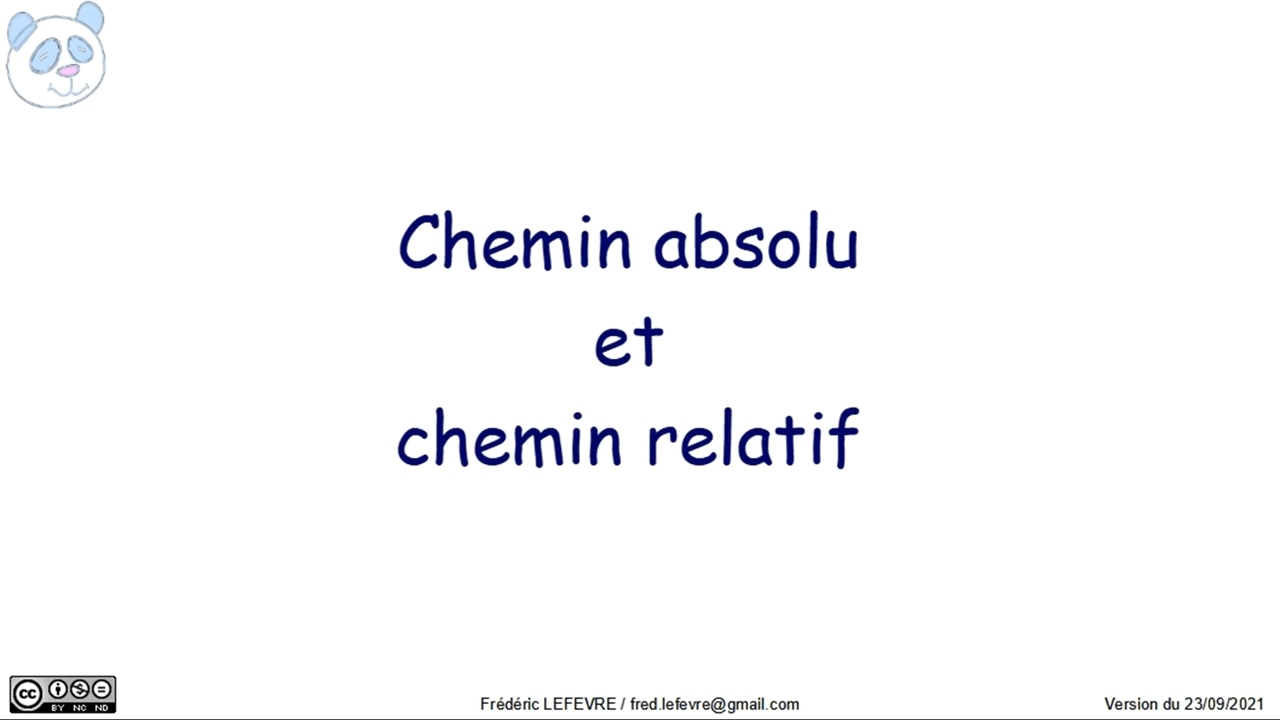 Chemin absolu
et
chemin relatif
cc
BY NC ND
Frédéric LEFEVRE / fred.lefevre@gmail.com
Version du 23/09/2021